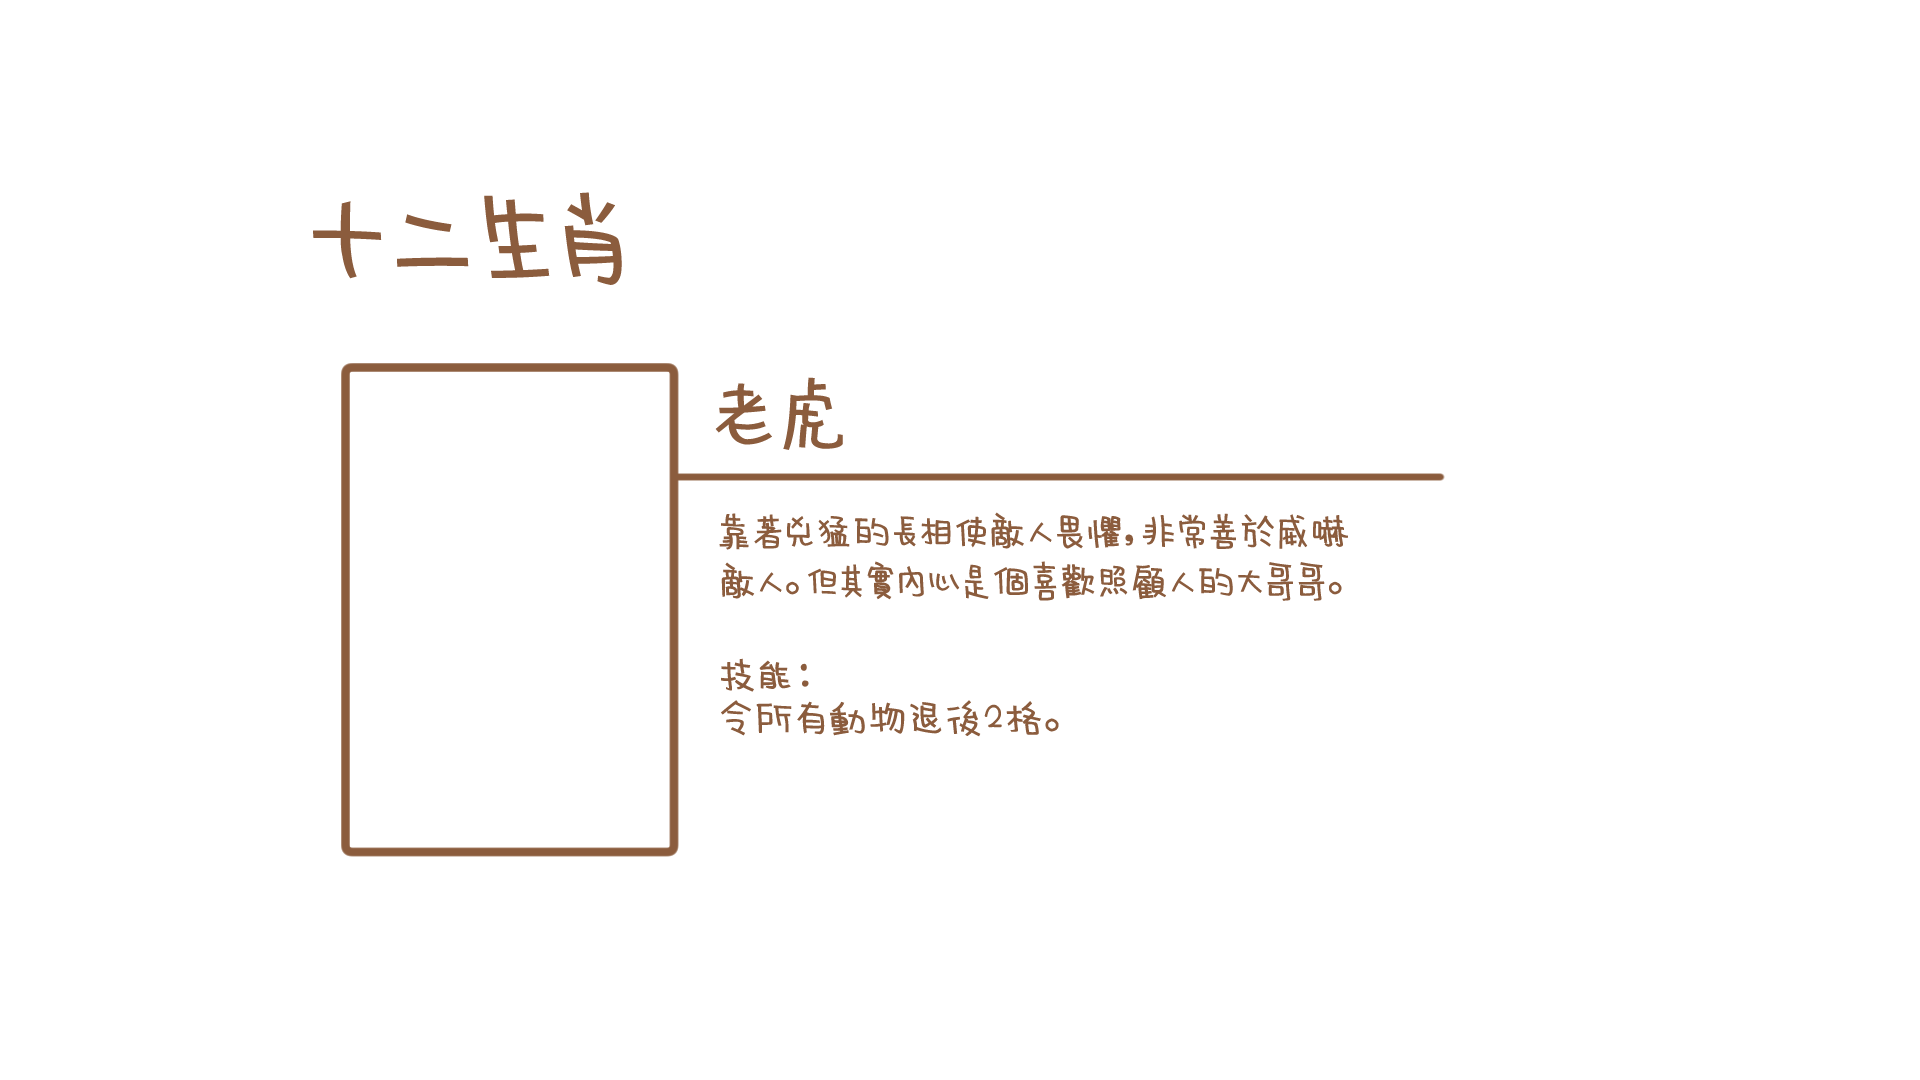 十二生肖
老虎
靠著兇猛的長相使敵人畏懼,非常善於威嚇
敵人。但其實內心是個喜歡照顧人的大哥哥。
技能:
令所有動物退後2格。